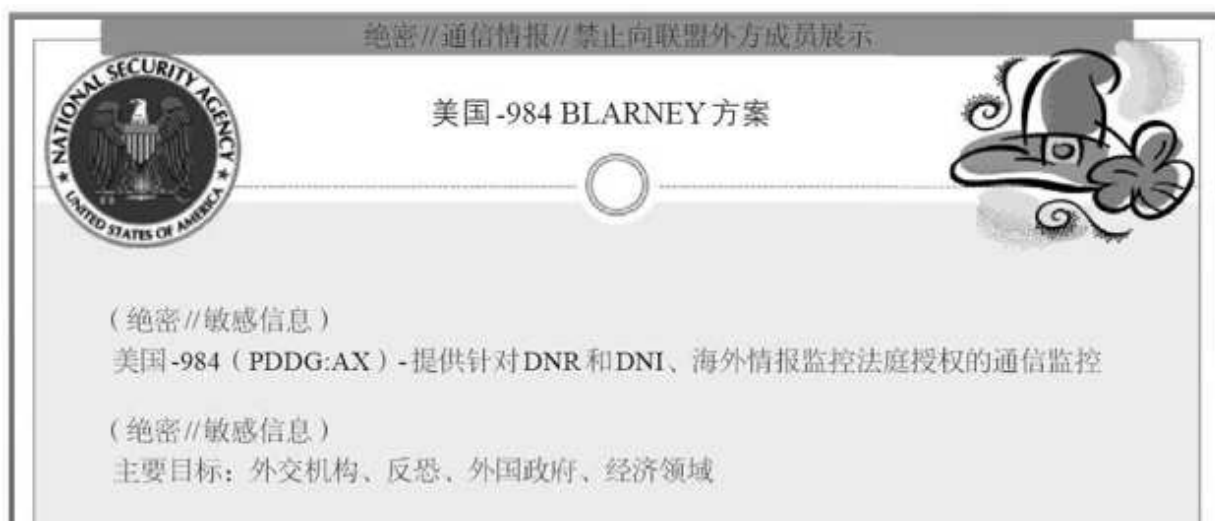 绝密//通信情报//禁止向联盟外方成员展示
NATIONAL SECURITY AGENCY
UNITED STATES OF AMERICA
美国-984 BLARNEY方案
（绝密//敏感信息）
美国-984（PDDG:AX）-提供针对DNR和DNI、海外情报监控法庭授权的通信监控
（绝密//敏感信息）
主要目标：外交机构、反恐、外国政府、经济领域